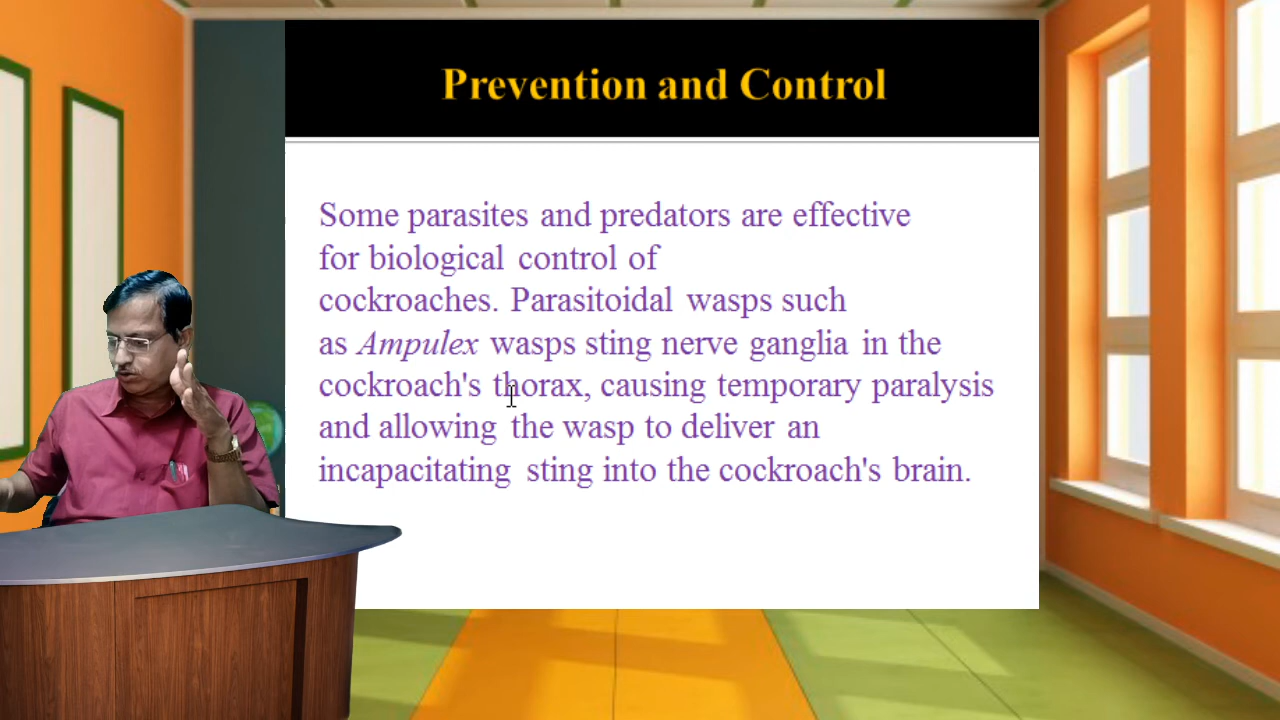 Prevention and Control
Some parasites and predators are effective
for biological control of
cockroaches. Parasitoidal wasps such
as Ampulex wasps sting nerve ganglia in the
cockroach's thorax, causing temporary paralysis
and allowing the wasp to deliver an
incapacitating sting into the cockroach's brain.